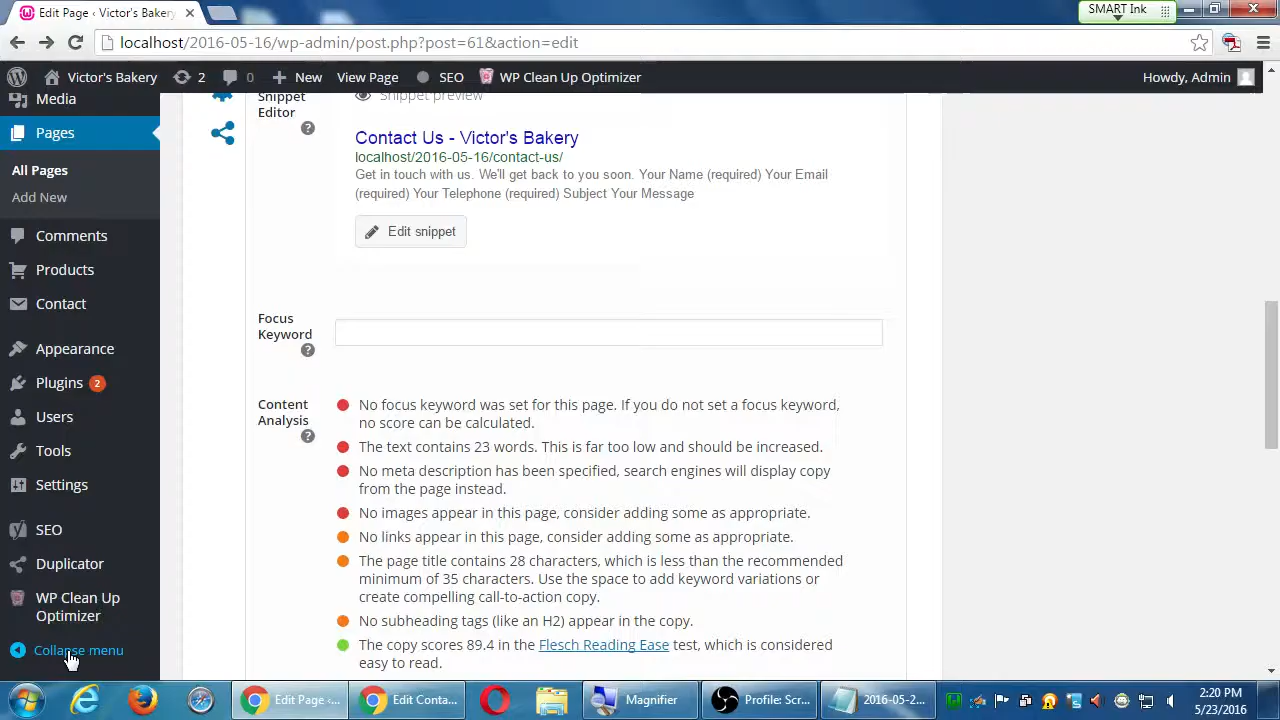 Edit Page ‹ Victor's Bakery
SMART Ink
localhost/2016-05-16/wp-admin/post.php?post=61&action=edit
Victor's Bakery 2 0 New View Page SEO WP Clean Up Optimizer Howdy, Admin
Media
Pages
All Pages
Add New
Comments
Products
Contact
Appearance
Plugins 2
Users
Tools
Settings
SEO
Duplicator
WP Clean Up
Optimizer
Collapse menu
Snippet
Editor
?
Snippet preview
Contact Us - Victor's Bakery
localhost/2016-05-16/contact-us/
Get in touch with us. We'll get back to you soon. Your Name (required) Your Email
(required) Your Telephone (required) Subject Your Message
Edit snippet
Focus
Keyword
?
Content
Analysis
?
No focus keyword was set for this page. If you do not set a focus keyword,
no score can be calculated.
The text contains 23 words. This is far too low and should be increased.
No meta description has been specified, search engines will display copy
from the page instead.
No images appear in this page, consider adding some as appropriate.
No links appear in this page, consider adding some as appropriate.
The page title contains 28 characters, which is less than the recommended
minimum of 35 characters. Use the space to add keyword variations or
create compelling call-to-action copy.
No subheading tags (like an H2) appear in the copy.
The copy scores 89.4 in the Flesch Reading Ease test, which is considered
easy to read.
Edit Page ‹... Edit Conta... Magnifier Profile: Scr... 2016-05-2...
2:20 PM
5/23/2016